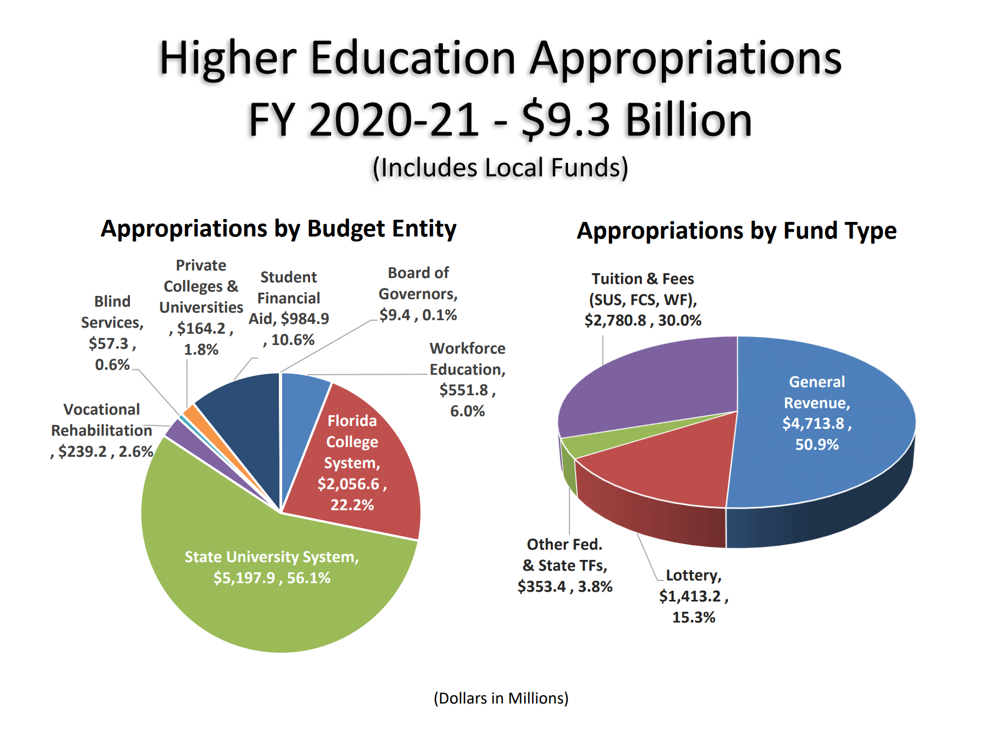 Higher Education Appropriations
FY 2020-21 - $9.3 Billion
(Includes Local Funds)
Appropriations by Budget Entity
Private
Colleges &
Universities
, $164.2 ,
1.8%
Student
Financial
Aid, $984.9
, 10.6%
Board of
Governors,
$9.4 , 0.1%
Blind
Services,
$57.3 ,
0.6%
Workforce
Education,
$551.8 ,
6.0%
Vocational
Rehabilitation
, $239.2 , 2.6%
Florida
College
System,
$2,056.6 ,
22.2%
State University System,
$5,197.9 , 56.1%
Appropriations by Fund Type
Tuition & Fees
(SUS, FCS, WF),
$2,780.8 , 30.0%
General
Revenue,
$4,713.8 ,
50.9%
Other Fed.
& State TFs,
$353.4 , 3.8%
Lottery,
$1,413.2 ,
15.3%
(Dollars in Millions)